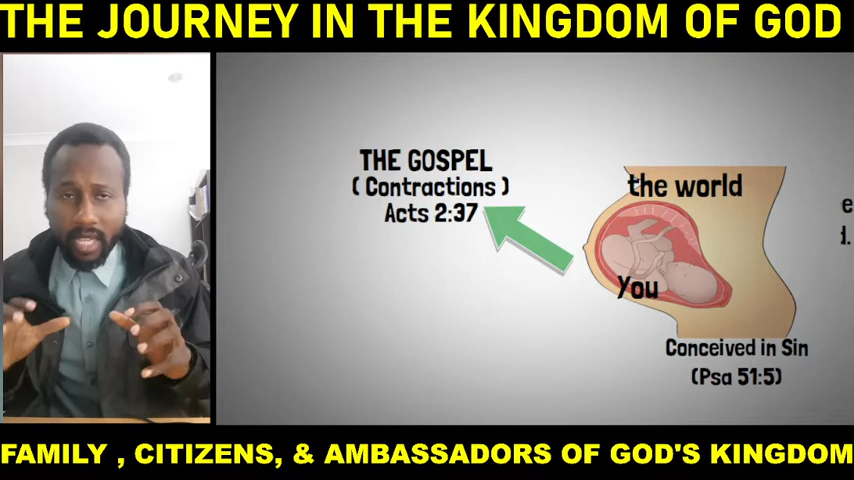 THE JOURNEY IN THE KINGDOM OF GOD
THE GOSPEL
( Contractions )
Acts 2:37
the world
You
Conceived in Sin
(Psa 51:5)
FAMILY , CITIZENS, & AMBASSADORS OF GOD'S KINGDOM